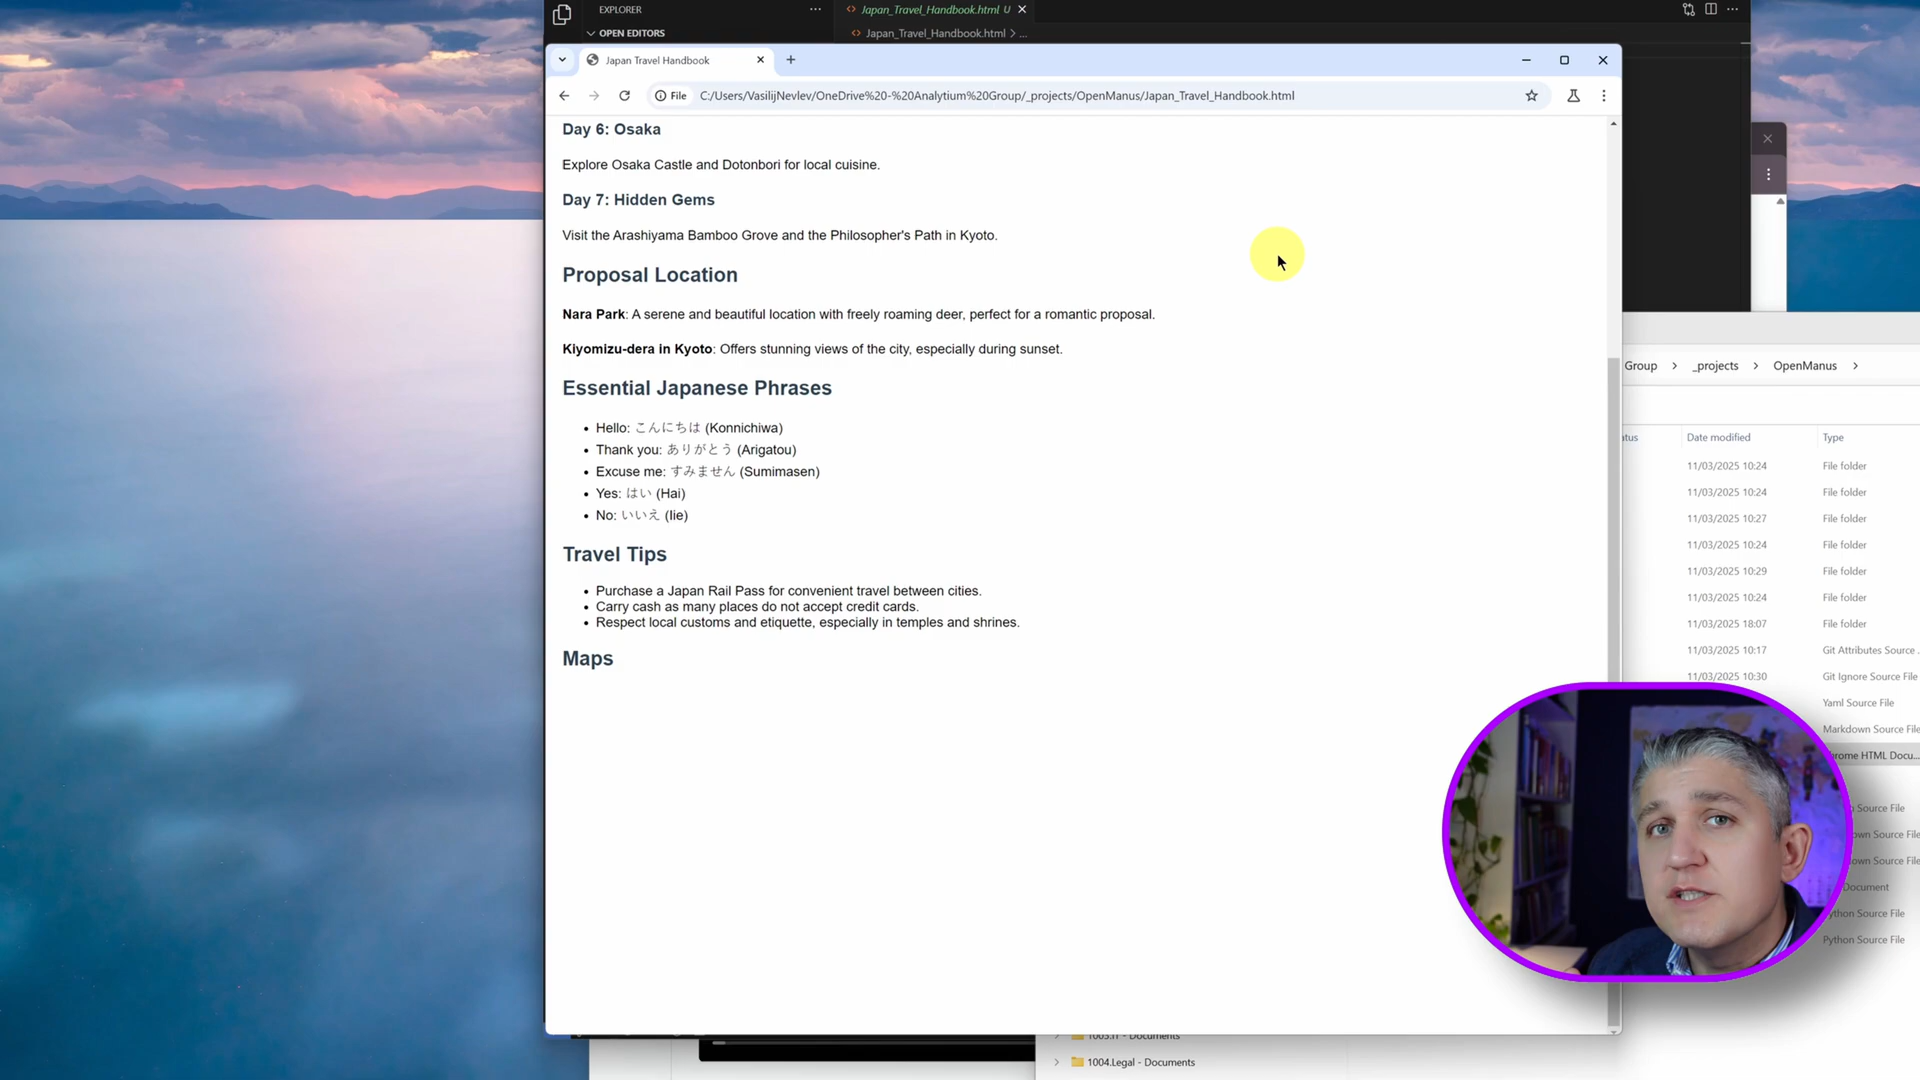 EXPLORER
Japan_Travel_Handbook.html U
OPEN EDITORS
Japan_Travel_Handbook.html > ...
Japan Travel Handbook
File
C:/Users/VasilijNevlev/OneDrive%20-%20Analytium%20Group/_projects/OpenManus/Japan_Travel_Handbook.html
Day 6: Osaka
Explore Osaka Castle and Dotonbori for local cuisine.
Day 7: Hidden Gems
Visit the Arashiyama Bamboo Grove and the Philosopher's Path in Kyoto.
Proposal Location
Nara Park: A serene and beautiful location with freely roaming deer, perfect for a romantic proposal.
Kiyomizu-dera in Kyoto: Offers stunning views of the city, especially during sunset.
Essential Japanese Phrases
• Hello: こんにちは (Konnichiwa)
• Thank you: ありがとう (Arigatou)
• Excuse me: すみません (Sumimasen)
• Yes: はい (Hai)
• No: いいえ (Iie)
Travel Tips
• Purchase a Japan Rail Pass for convenient travel between cities.
• Carry cash as many places do not accept credit cards.
• Respect local customs and etiquette, especially in temples and shrines.
Maps
Group > _projects > OpenManus >
Date modified Type
11/03/2025 10:24 File folder
11/03/2025 10:24 File folder
11/03/2025 10:27 File folder
11/03/2025 10:24 File folder
11/03/2025 10:29 File folder
11/03/2025 10:24 File folder
11/03/2025 18:07 File folder
11/03/2025 10:17 Git Attributes Source
11/03/2025 10:30 Git Ignore Source File
Yaml Source File
Markdown Source File
HTML Docu...
Source File
Source File
Source File
Document
Source File
Python Source File
1004.Legal - Documents